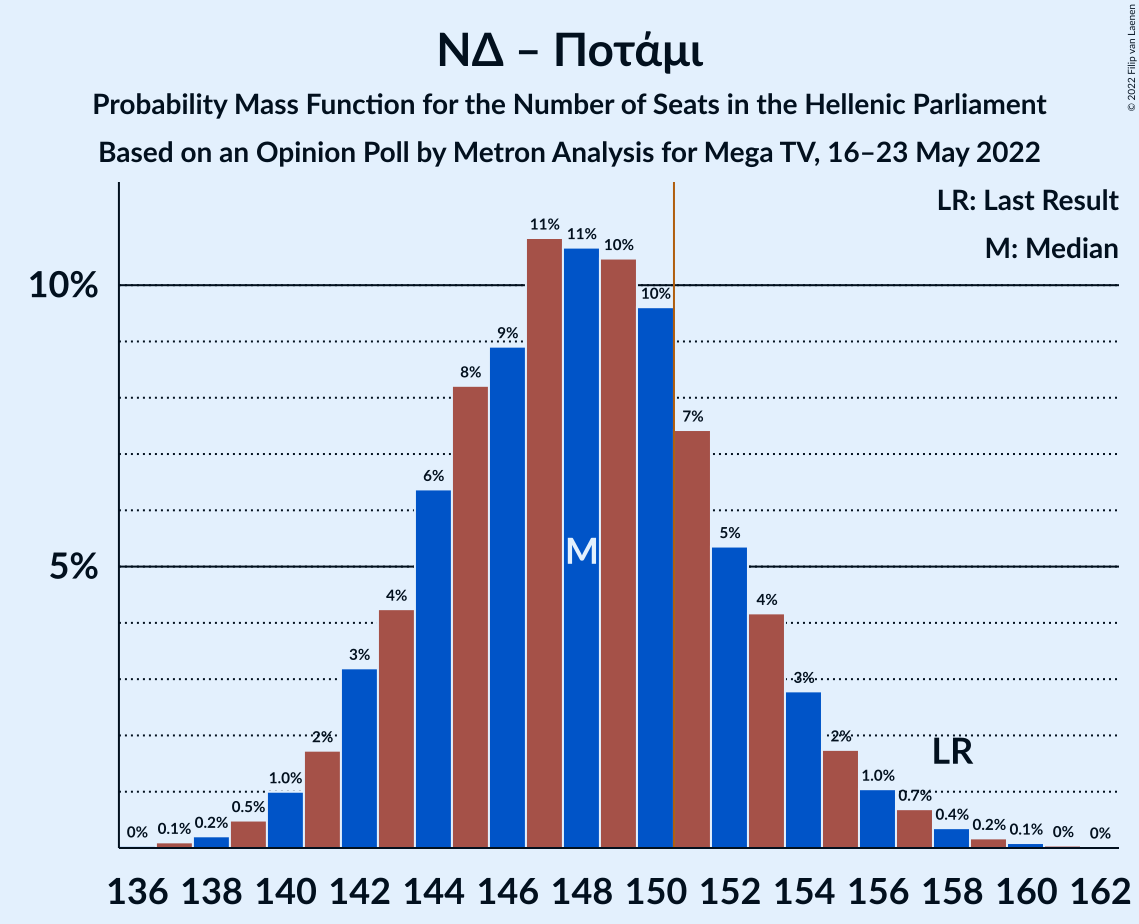 ΝΔ – Ποτάμι
Probability Mass Function for the Number of Seats in the Hellenic Parliament
Based on an Opinion Poll by Metron Analysis for Mega TV, 16–23 May 2022
© 2022 Filip van Laenen
LR: Last Result
M: Median
10%
5%
0% 0.1% 0.2% 0.5% 1.0% 2% 3% 4% 6% 8% 9% 11% 11% 10% 10% 7% 5% 4% 3% 2% 1.0% 0.7% 0.4% 0.2% 0.1% 0% 0%
M
LR
136 138 140 142 144 146 148 150 152 154 156 158 160 162